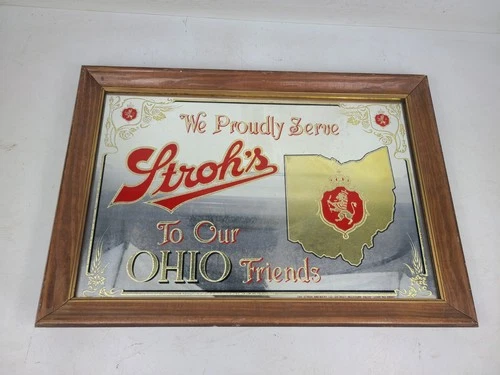 We Proudly Serve
Stroh's
To Our
OHIO Friends